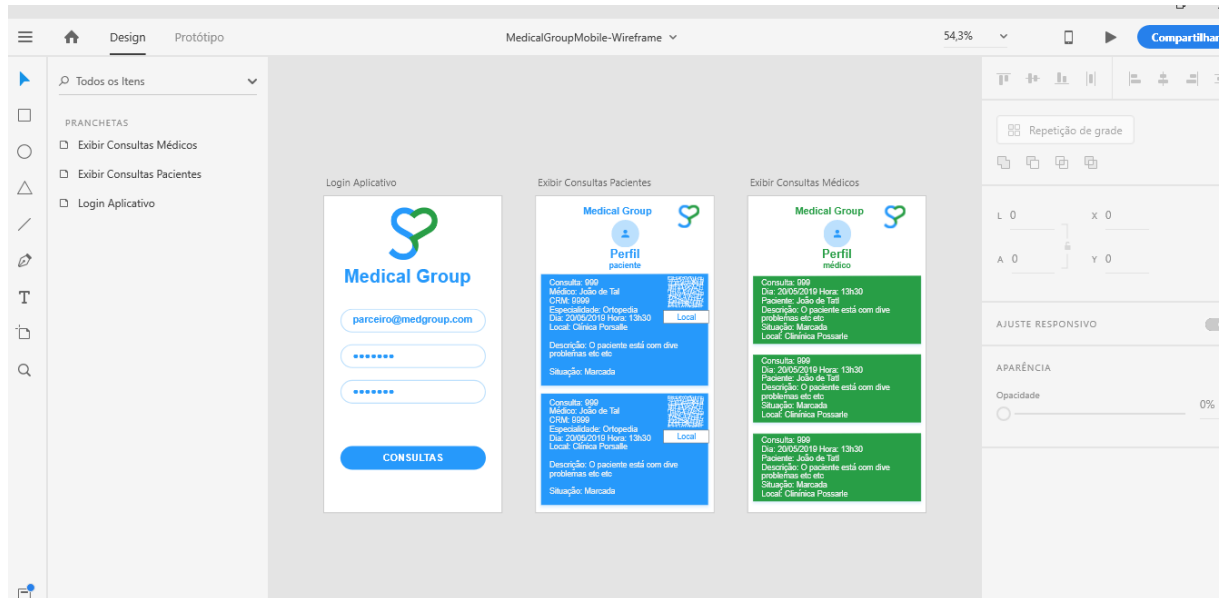 Design
Protótipo
MedicalGroupMobile-Wireframe
54,3%
Compartilhar
Todos os Itens
PRANCHETAS
Exibir Consultas Médicos
Exibir Consultas Pacientes
Login Aplicativo
Login Aplicativo
Medical Group
parceiro@medgroup.com
CONSULTAS
Exibir Consultas Pacientes
Medical Group
Perfil
paciente
Consulta: 999
Médico: João de Tal
CRM: 9999
Especialidade: Ortopedia
Dia: 20/05/2019 Hora: 13h30
Local: Clínica Porsalle
Local
Descrição: O paciente está com dive
problemas etc etc
Situação: Marcada
Consulta: 999
Médico: João de Tal
CRM: 9999
Especialidade: Ortopedia
Dia: 20/05/2019 Hora: 13h30
Local: Clínica Porsalle
Local
Descrição: O paciente está com dive
problemas etc etc
Situação: Marcada
Exibir Consultas Médicos
Medical Group
Perfil
médico
Consulta: 999
Dia: 20/05/2019 Hora: 13h30
Paciente: João de Tatl
Descrição: O paciente está com dive
problemas etc etc
Situação: Marcada
Local: Clinínica Possarle
Consulta: 999
Dia: 20/05/2019 Hora: 13h30
Paciente: João de Tatl
Descrição: O paciente está com dive
problemas etc etc
Situação: Marcada
Local: Clinínica Possarle
Consulta: 999
Dia: 20/05/2019 Hora: 13h30
Paciente: João de Tatl
Descrição: O paciente está com dive
problemas etc etc
Situação: Marcada
Local: Clinínica Possarle
Repetição de grade
L 0
X 0
A 0
Y 0
AJUSTE RESPONSIVO
APARÊNCIA
Opacidade
0%